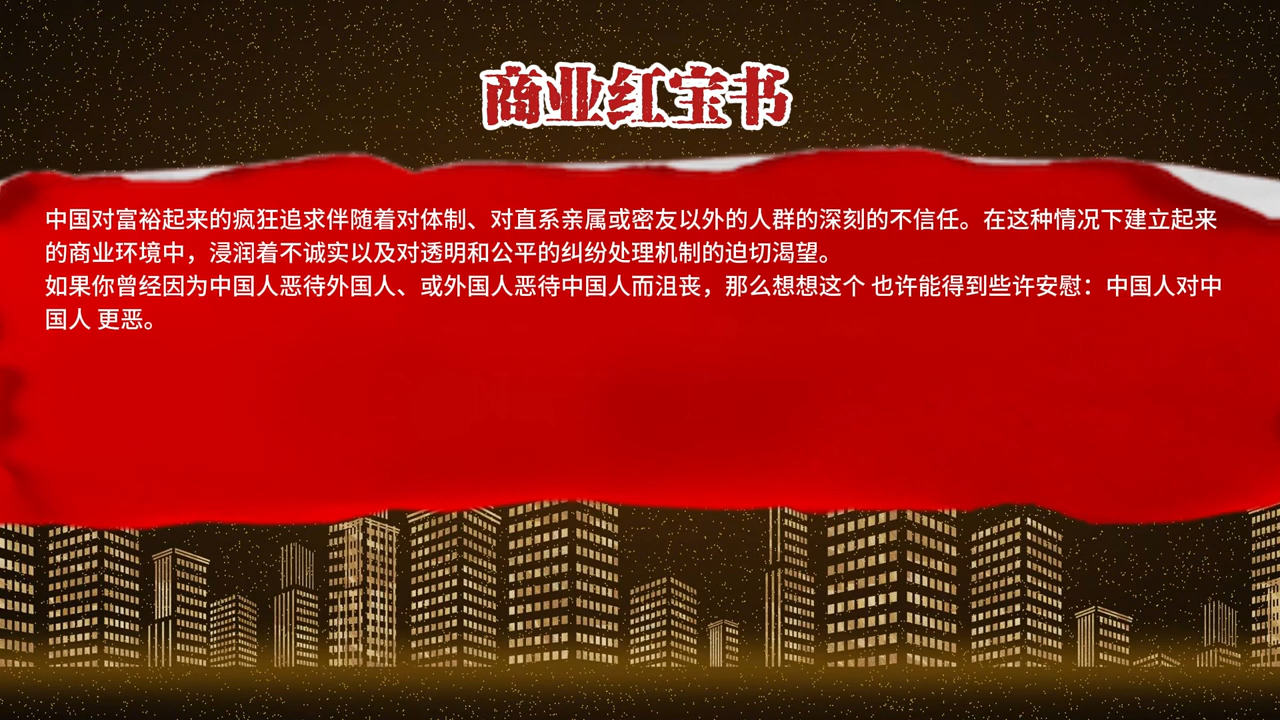 商业红宝书
中国对富裕起来的疯狂追求伴随着对体制、对直系亲属或密友以外的人群的深刻的不信任。在这种情况下建立起来
的商业环境中，浸润着不诚实以及对透明和公平的纠纷处理机制的迫切渴望。
如果你曾经因为中国人恶待外国人、或外国人恶待中国人而沮丧，那么想想这个 也许能得到些许安慰：中国人对中
国人 更恶。